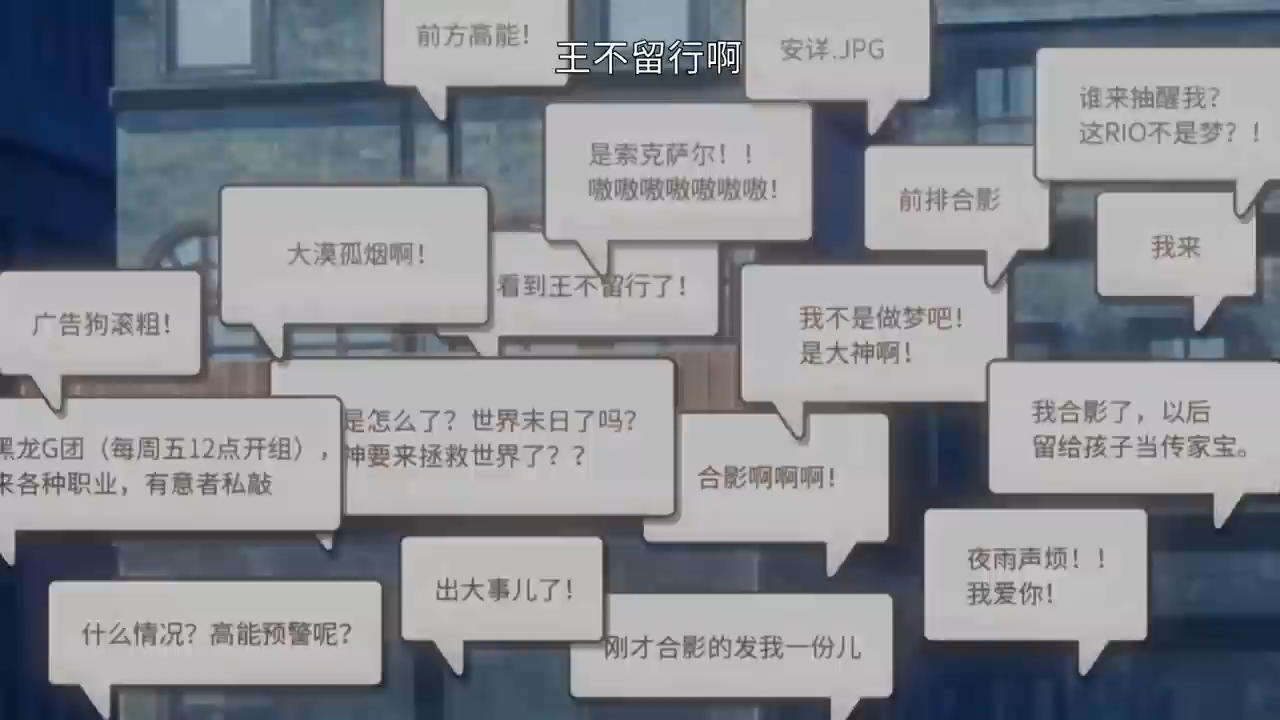 前方高能！
王不留行啊
安详.JPG
谁来抽醒我？
这RIO不是梦？！
是索克萨尔！！
嗷嗷嗷嗷嗷嗷嗷！
前排合影
我来
大漠孤烟啊！
看到王不留行了！
广告狗滚粗！
我不是做梦吧！
是大神啊！
是怎么了？世界末日了吗？
神要来拯救世界了？？
我合影了，以后
留给孩子当传家宝。
黑龙G团（每周五12点开组），
来各种职业，有意者私敲
合影啊啊啊！
夜雨声烦！！
我爱你！
出大事儿了！
什么情况？高能预警呢？
刚才合影的发我一份儿